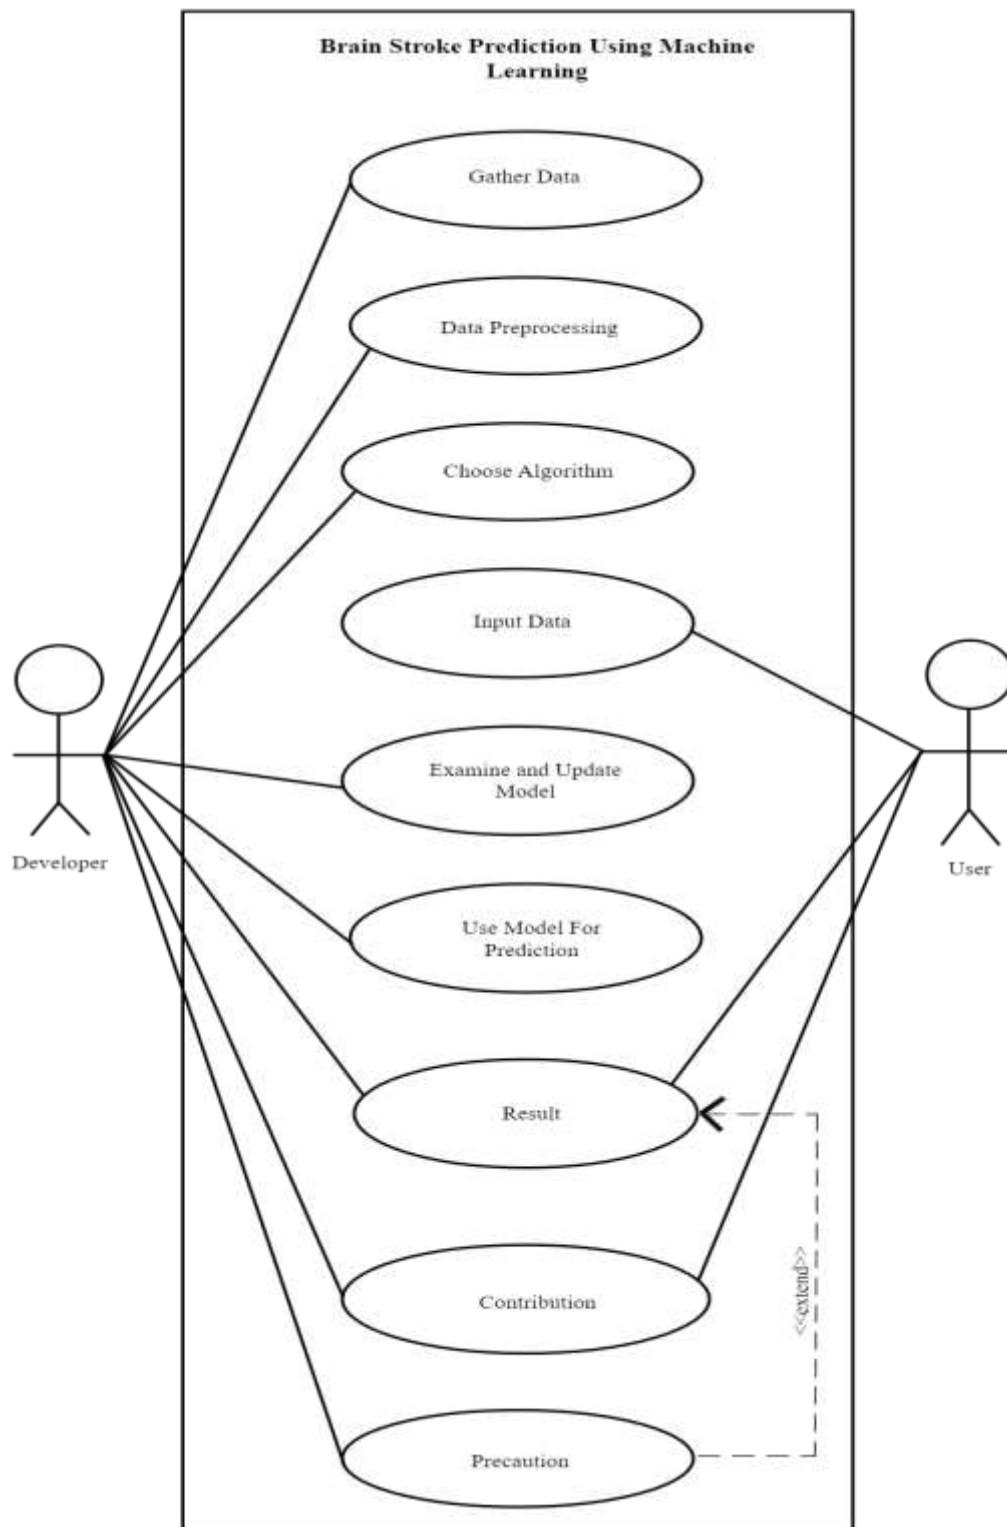 Brain Stroke Prediction Using Machine
Learning
Gather Data
Data Preprocessing
Choose Algorithm
Input Data
Examine and Update
Model
Developer
User
Use Model For
Prediction
Result
<<extend>>
Contribution
Precaution